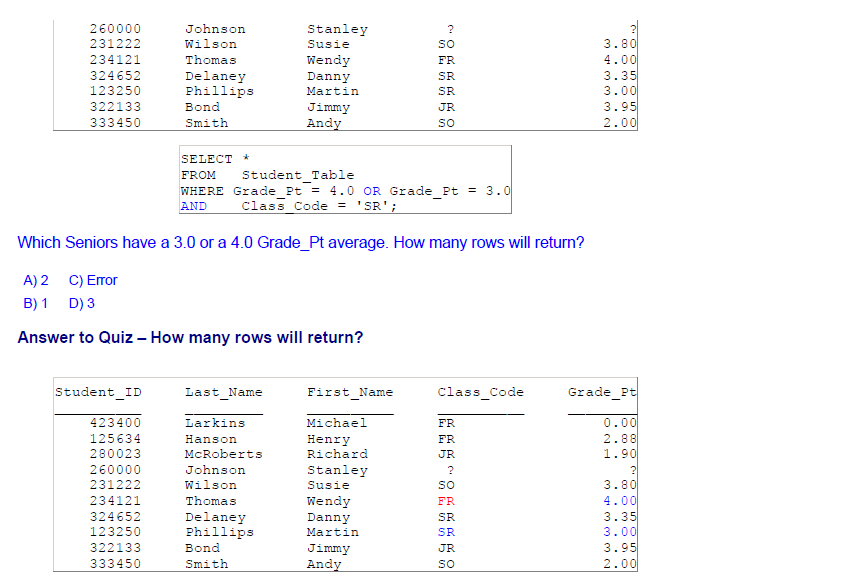 260000 Johnson Stanley ? ?
231222 Wilson Susie SO 3.80
234121 Thomas Wendy FR 4.00
324652 Delaney Danny SR 3.35
123250 Phillips Martin SR 3.00
322133 Bond Jimmy JR 3.95
333450 Smith Andy SO 2.00
SELECT *
FROM Student_Table
WHERE Grade_Pt = 4.0 OR Grade_Pt = 3.0
AND Class_Code = 'SR';
Which Seniors have a 3.0 or a 4.0 Grade_Pt average. How many rows will return?
A) 2 C) Error
B) 1 D) 3
Answer to Quiz – How many rows will return?
Student_ID Last_Name First_Name Class_Code Grade_Pt
423400 Larkins Michael FR 0.00
125634 Hanson Henry FR 2.88
280023 McRoberts Richard JR 1.90
260000 Johnson Stanley ? ?
231222 Wilson Susie SO 3.80
234121 Thomas Wendy FR 4.00
324652 Delaney Danny SR 3.35
123250 Phillips Martin SR 3.00
322133 Bond Jimmy JR 3.95
333450 Smith Andy SO 2.00